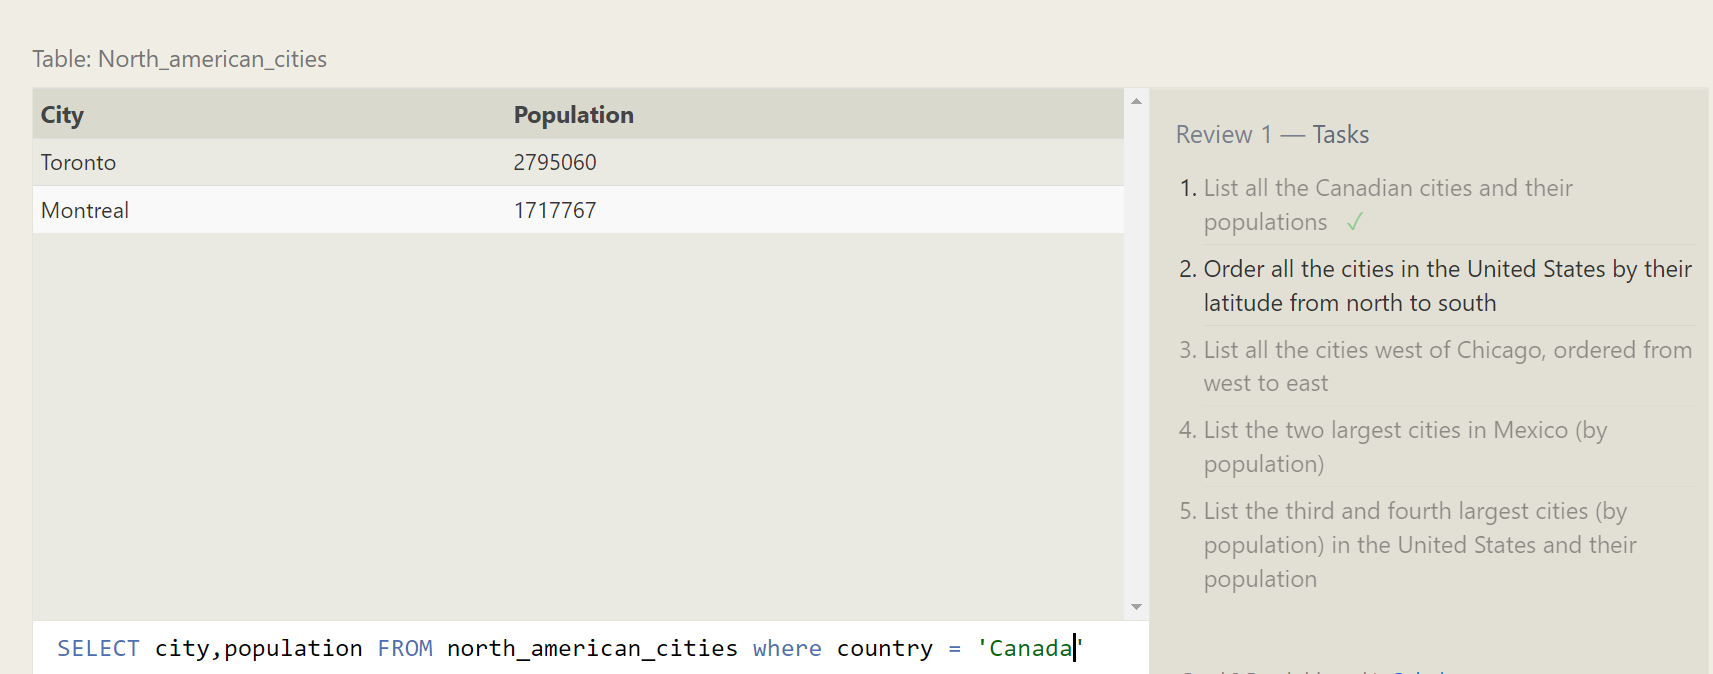 Table: North_american_cities
City Population
Toronto 2795060
Montreal 1717767
SELECT city,population FROM north_american_cities where country = 'Canada'
Review 1 — Tasks
1. List all the Canadian cities and their
populations ✓
2. Order all the cities in the United States by their
latitude from north to south
3. List all the cities west of Chicago, ordered from
west to east
4. List the two largest cities in Mexico (by
population)
5. List the third and fourth largest cities (by
population) in the United States and their
population